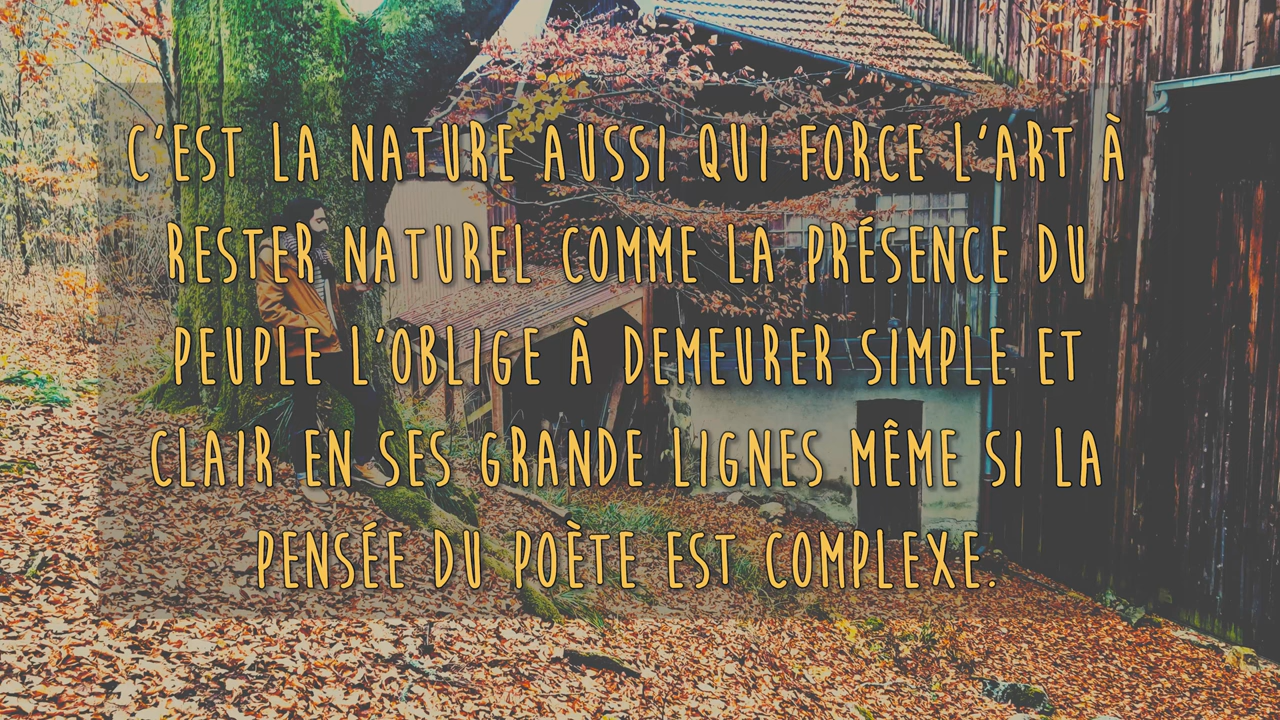 C'EST LA NATURE AUSSI QUI FORCE L'ART À
RESTER NATUREL COMME LA PRÉSENCE DU
PEUPLE L'OBLIGE À DEMEURER SIMPLE ET
CLAIR EN SES GRANDE LIGNES MÊME SI LA
PENSÉE DU POÈTE EST COMPLEXE.